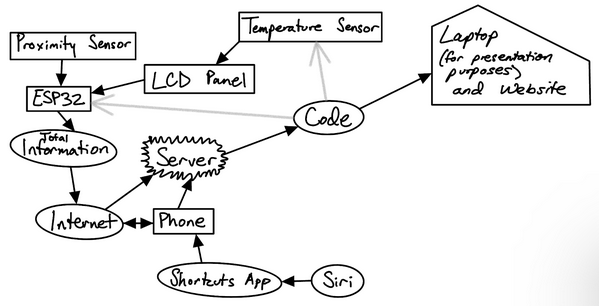 Temperature Sensor
Proximity Sensor
Laptop
(for presentation
purposes)
and Website
LCD Panel
ESP32
Code
Total
Information
Server
Internet
Phone
Shortcuts App
Siri